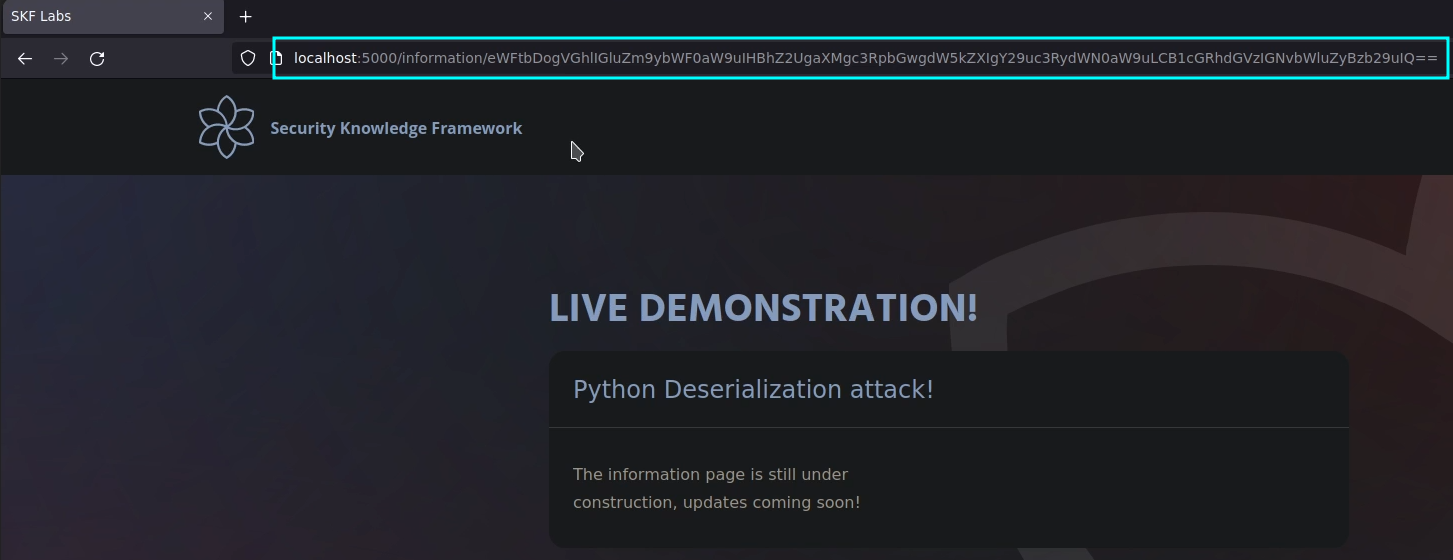 SKF Labs
localhost:5000/information/eWFtbDogVGhlIGluZm9ybWF0aW9uIHBhZ2UgaXMgc3RpbGwgdW5kZXIgY29uc3RydWN0aW9uLCB1cGRhdGVzIGNvbWluZyBzb29uIQ==
Security Knowledge Framework
LIVE DEMONSTRATION!
Python Deserialization attack!
The information page is still under
construction, updates coming soon!